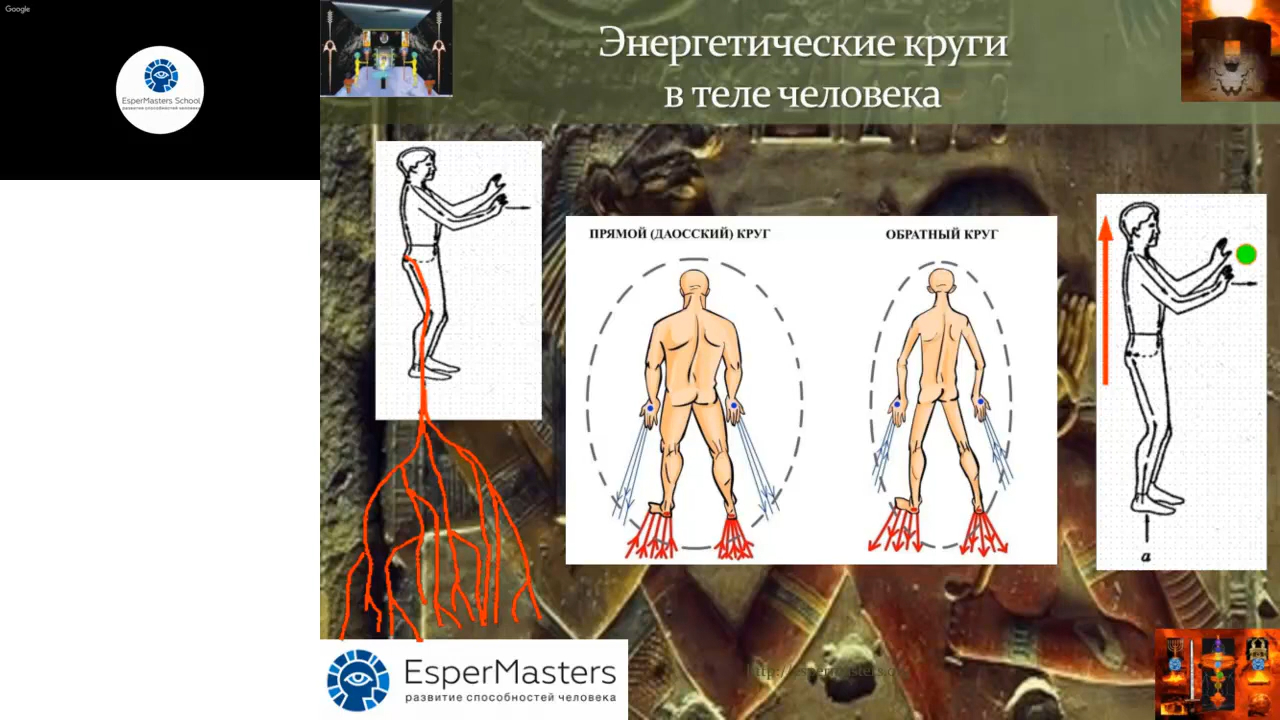 Google
EsperMasters School
развитие способностей человека
Энергетические круги
в теле человека
ПРЯМОЙ (ДАОССКИЙ) КРУГ
ОБРАТНЫЙ КРУГ
a
EsperMasters
развитие способностей человека